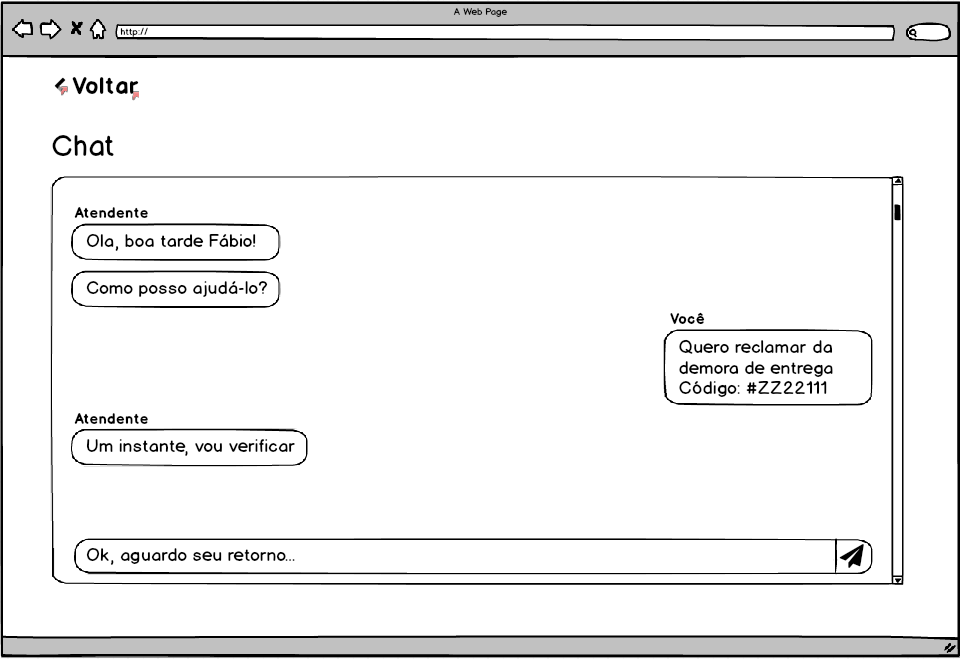 A Web Page
http://
Voltar
Chat
Atendente
Ola, boa tarde Fábio!
Como posso ajudá-lo?
Você
Quero reclamar da
demora de entrega
Código: #ZZ22111
Atendente
Um instante, vou verificar
Ok, aguardo seu retorno...